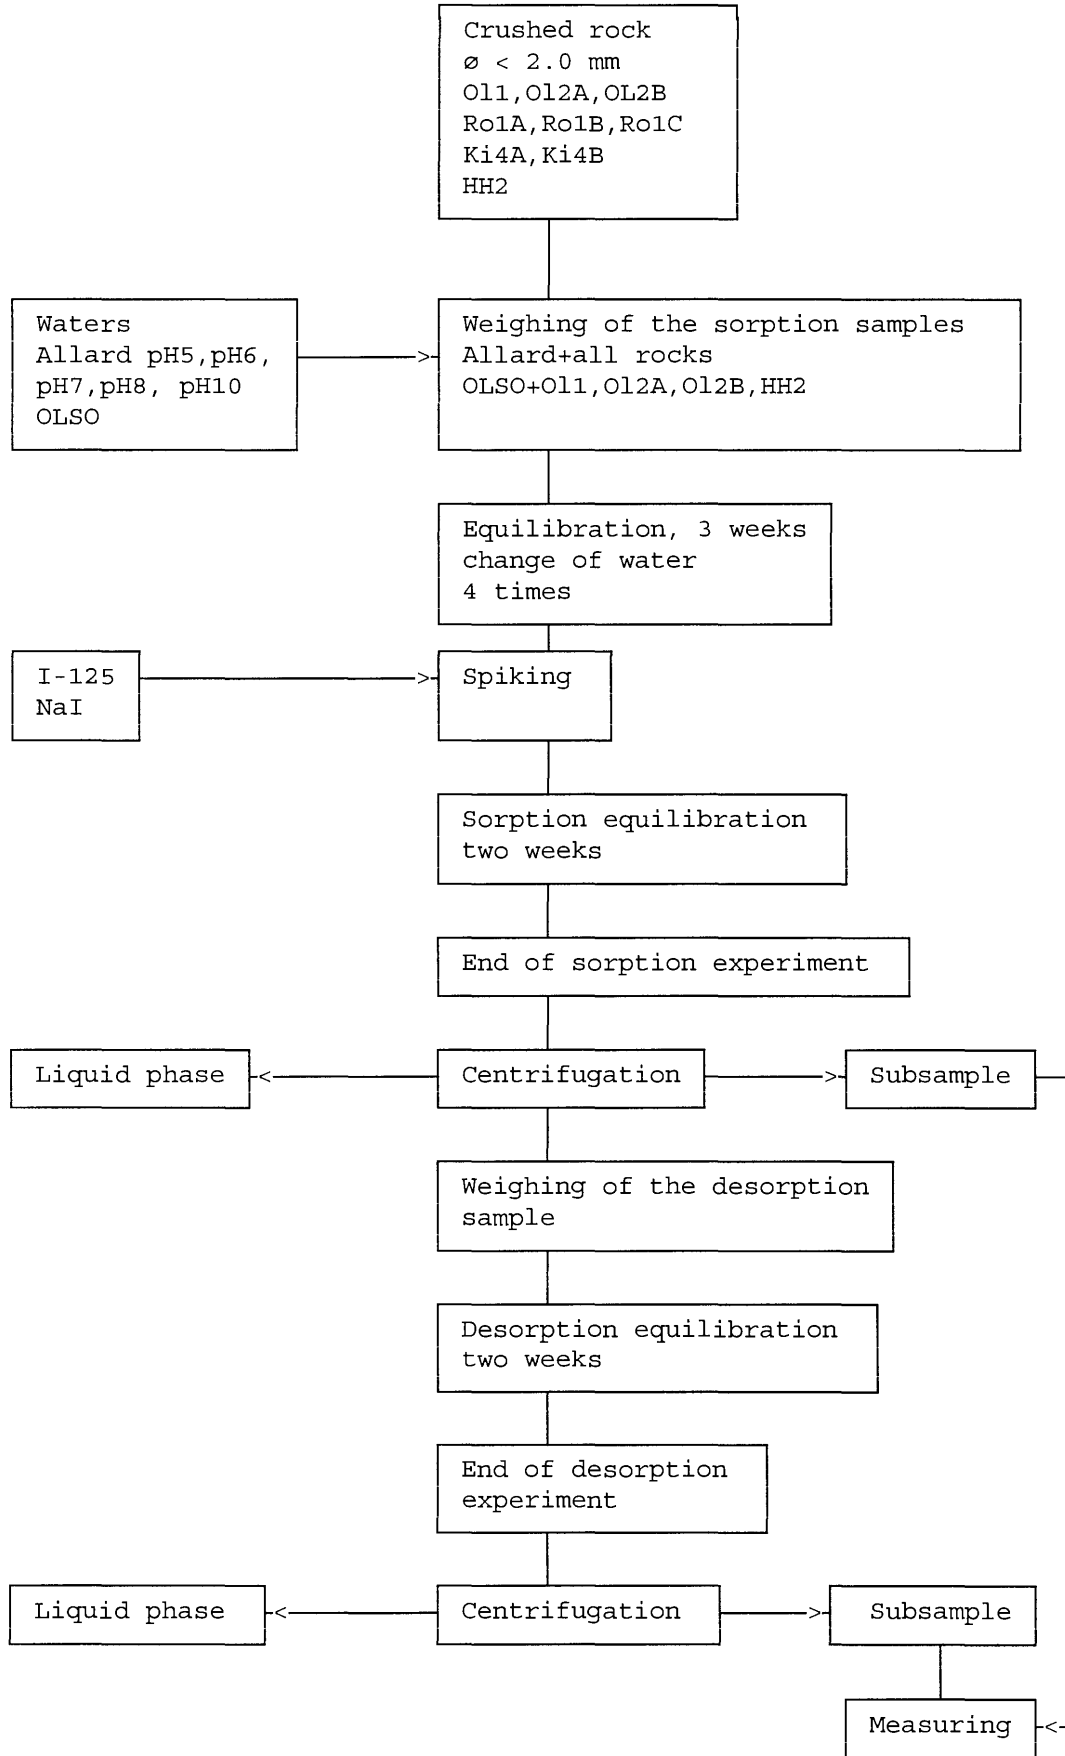 Crushed rock
ø < 2.0 mm
Ol1,Ol2A,OL2B
Ro1A,Ro1B,Ro1C
Ki4A,Ki4B
HH2
Waters
Allard pH5,pH6,
pH7,pH8, pH10
OLSO
Weighing of the sorption samples
Allard+all rocks
OLSO+Ol1,Ol2A,Ol2B,HH2
Equilibration, 3 weeks
change of water
4 times
I-125
NaI
Spiking
Sorption equilibration
two weeks
End of sorption experiment
Liquid phase
Centrifugation
Subsample
Weighing of the desorption
sample
Desorption equilibration
two weeks
End of desorption
experiment
Liquid phase
Centrifugation
Subsample
Measuring